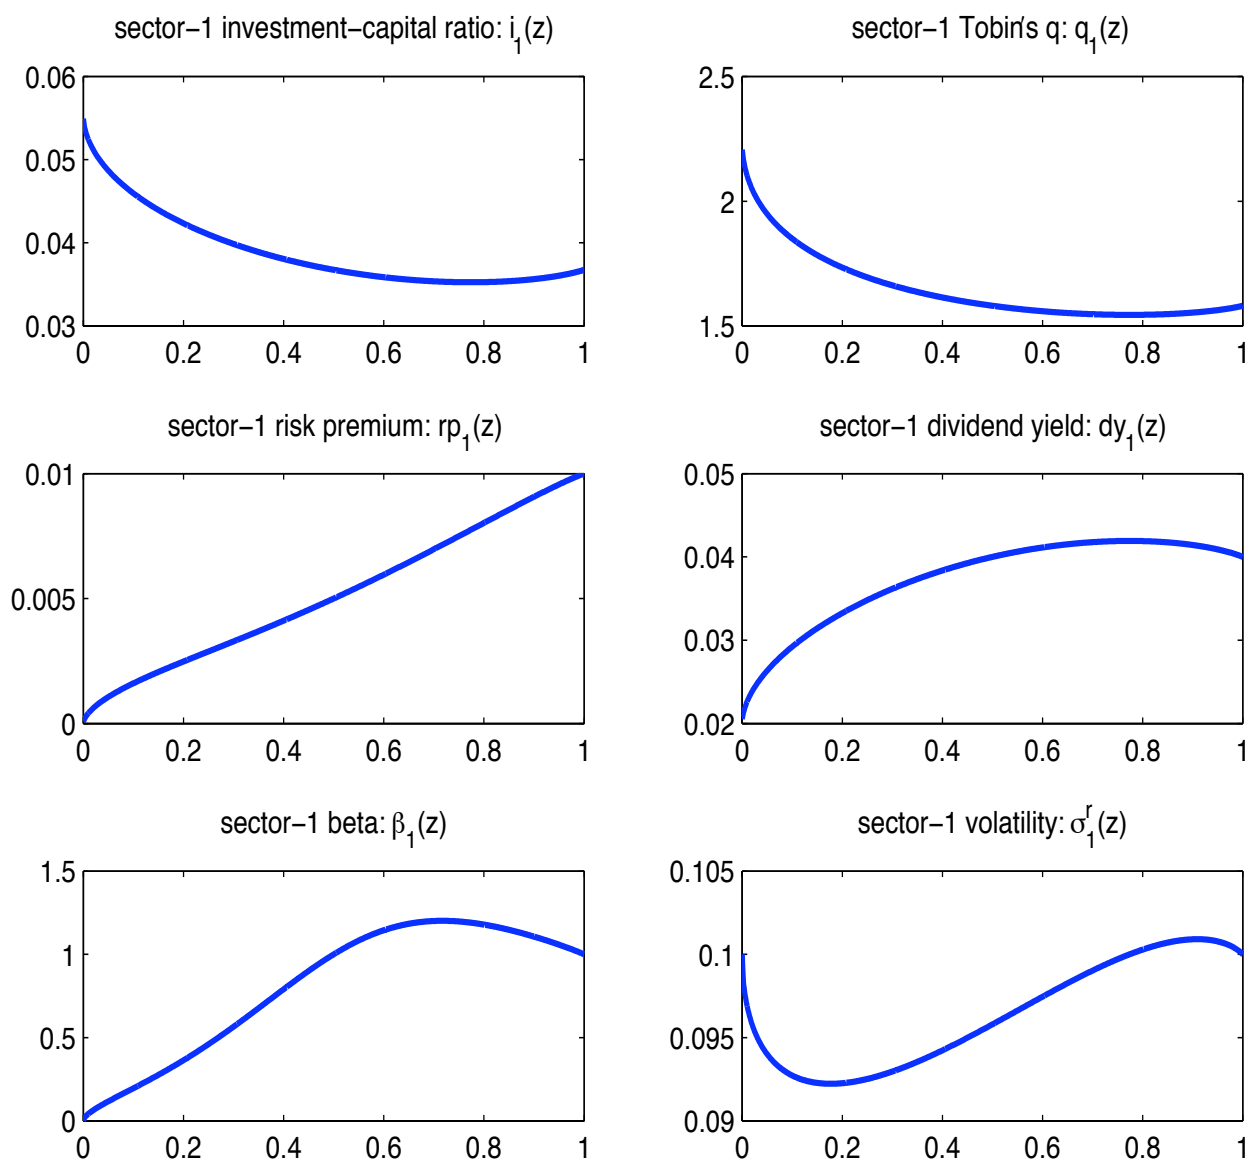 sector−1 investment−capital ratio: i₁(z)
0.06
0.05
0.04
0.03
0 0.2 0.4 0.6 0.8 1
sector−1 Tobin's q: q₁(z)
2.5
2
1.5
0 0.2 0.4 0.6 0.8 1
sector−1 risk premium: rp₁(z)
0.01
0.005
0
0 0.2 0.4 0.6 0.8 1
sector−1 dividend yield: dy₁(z)
0.05
0.04
0.03
0.02
0 0.2 0.4 0.6 0.8 1
sector−1 beta: β₁(z)
1.5
1
0.5
0
0 0.2 0.4 0.6 0.8 1
sector−1 volatility: σ₁ʳ(z)
0.105
0.1
0.095
0.09
0 0.2 0.4 0.6 0.8 1